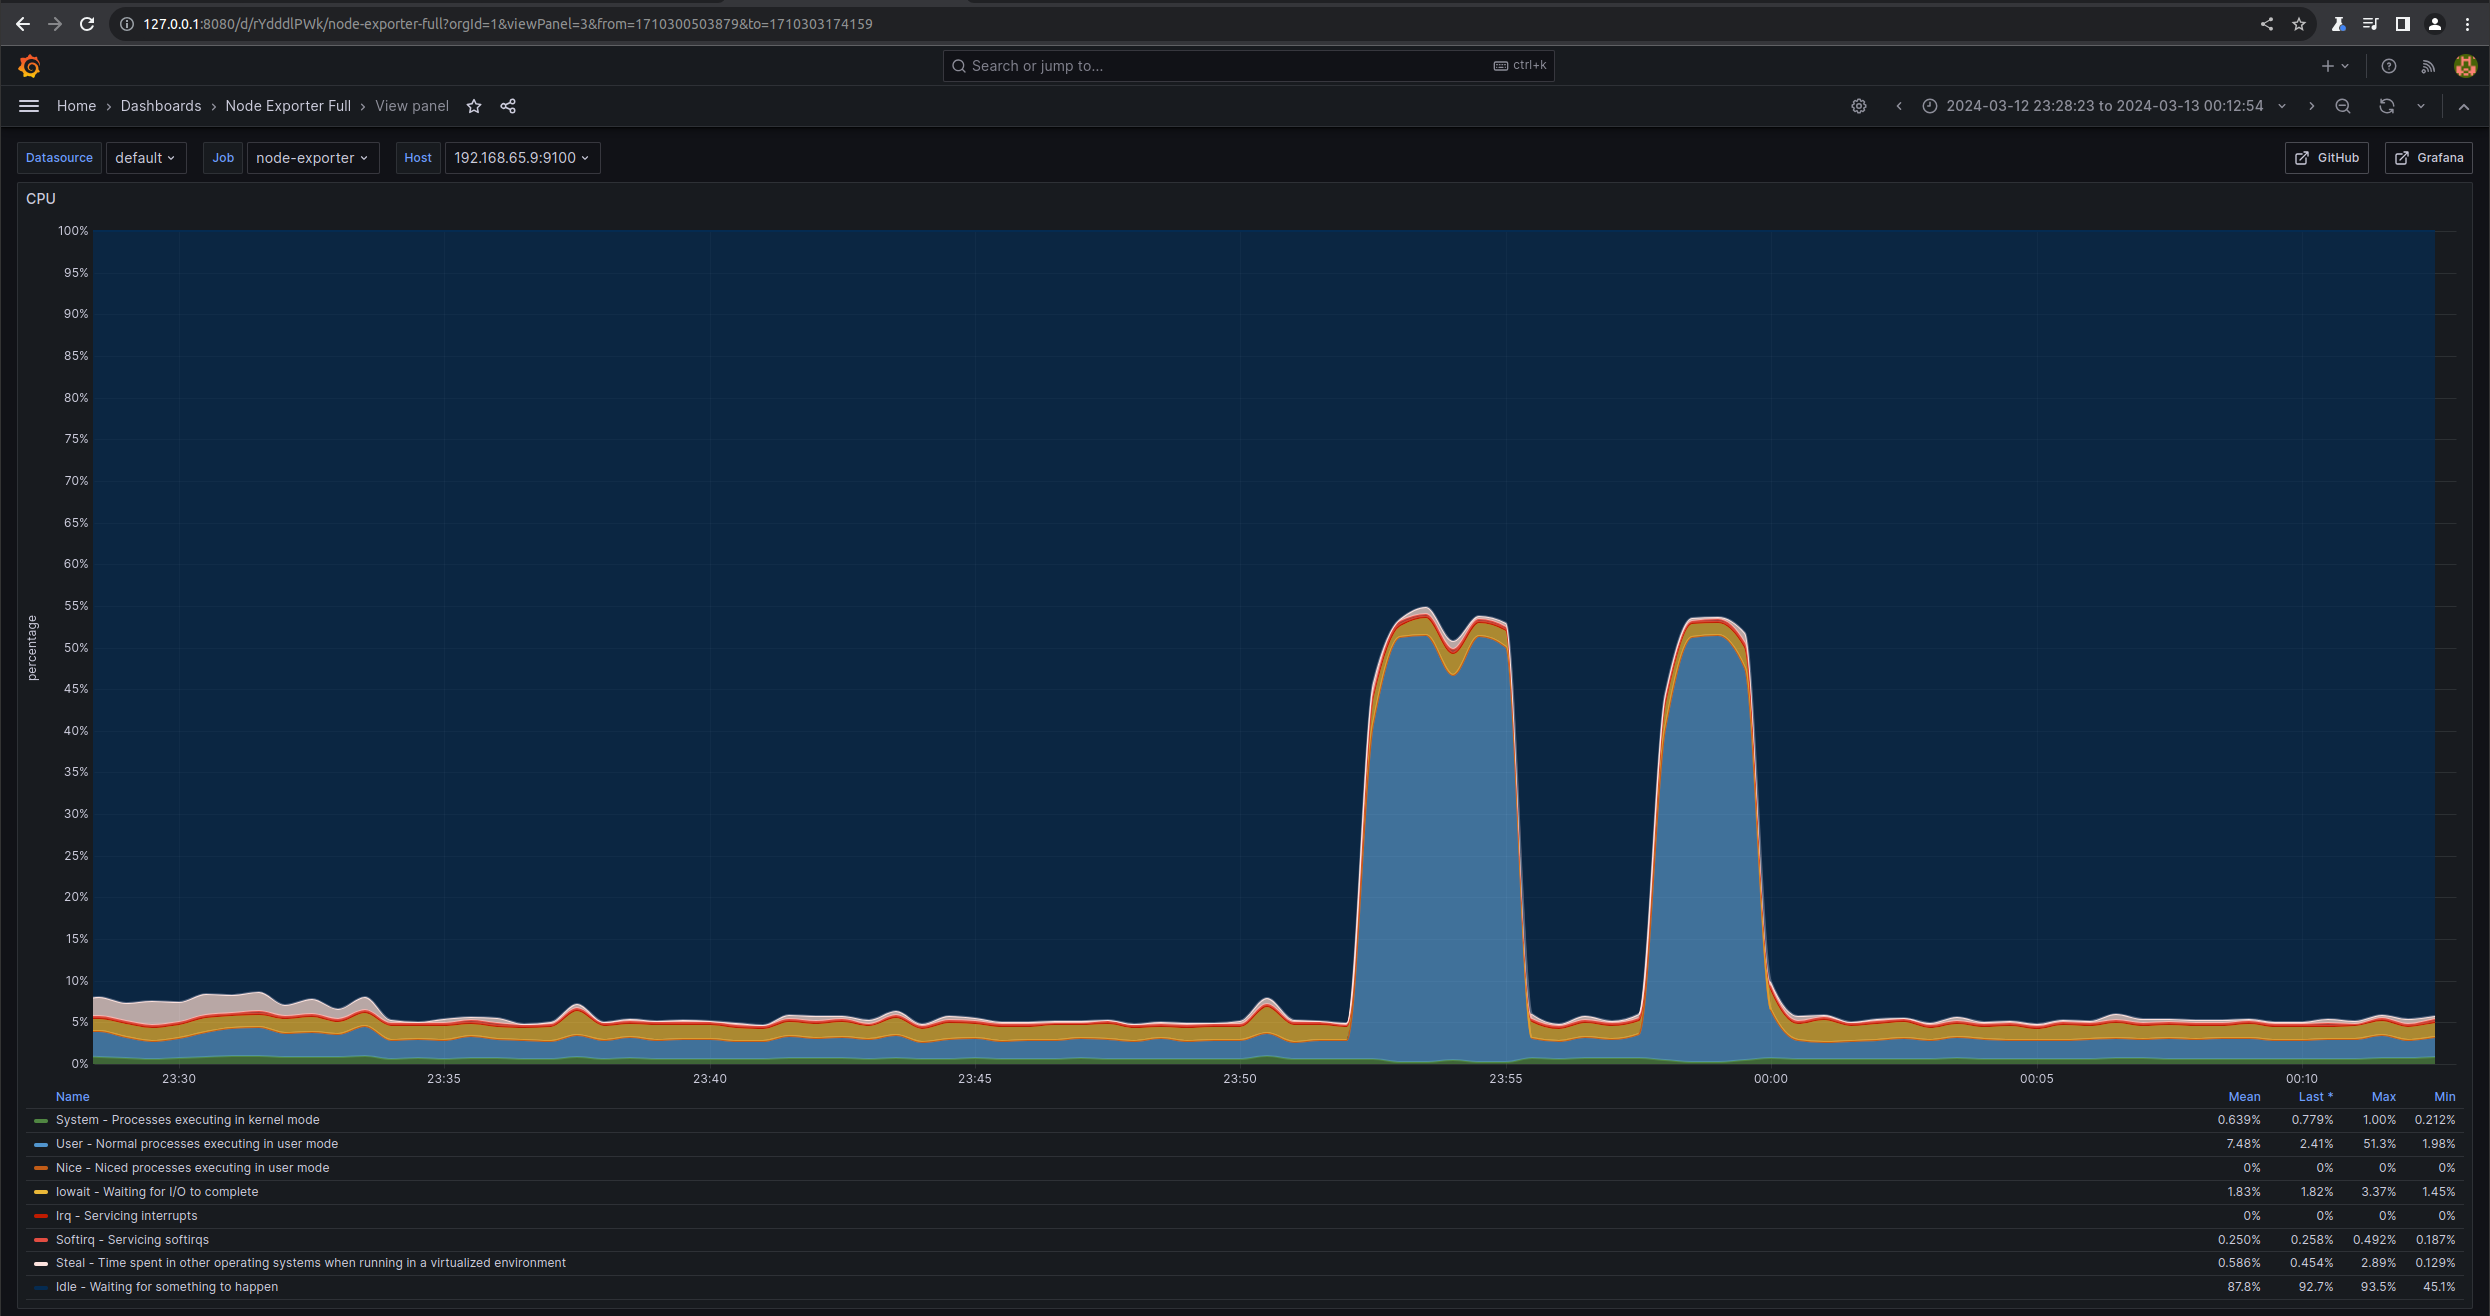 127.0.0.1:8080/d/rYdddlPWk/node-exporter-full?orgId=1&viewPanel=3&from=1710300503879&to=1710303174159
Search or jump to... ctrl+k
Home › Dashboards › Node Exporter Full › View panel 2024-03-12 23:28:23 to 2024-03-13 00:12:54
Datasource default Job node-exporter Host 192.168.65.9:9100 GitHub Grafana
CPU
100%
95%
90%
85%
80%
75%
70%
65%
60%
55%
50%
45%
40%
35%
30%
25%
20%
15%
10%
5%
0%
percentage
23:30 23:35 23:40 23:45 23:50 23:55 00:00 00:05 00:10
Name Mean Last * Max Min
System - Processes executing in kernel mode 0.639% 0.779% 1.00% 0.212%
User - Normal processes executing in user mode 7.48% 2.41% 51.3% 1.98%
Nice - Niced processes executing in user mode 0% 0% 0% 0%
Iowait - Waiting for I/O to complete 1.83% 1.82% 3.37% 1.45%
Irq - Servicing interrupts 0% 0% 0% 0%
Softirq - Servicing softirqs 0.250% 0.258% 0.492% 0.187%
Steal - Time spent in other operating systems when running in a virtualized environment 0.586% 0.454% 2.89% 0.129%
Idle - Waiting for something to happen 87.8% 92.7% 93.5% 45.1%